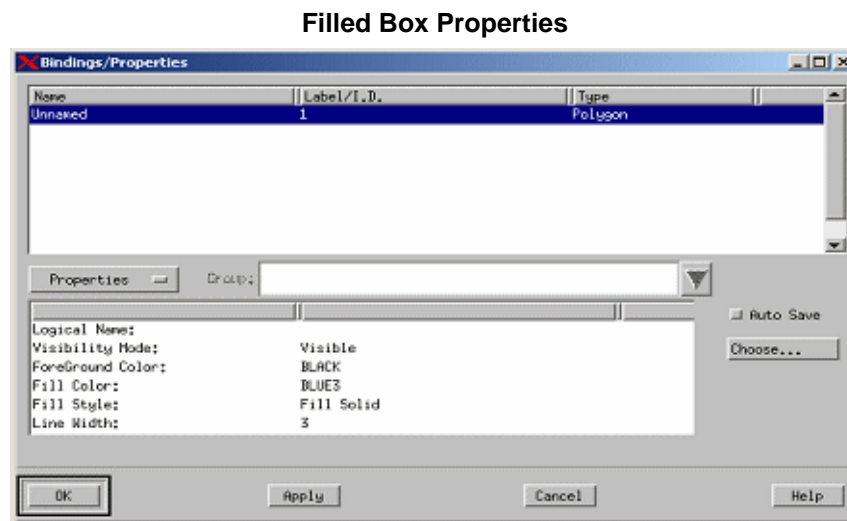 Filled Box Properties
Bindings/Properties
Name Label/I.D. Type
Unnamed 1 Polygon
Properties Group:
Auto Save
Choose...
Logical Name:
Visibility Mode: Visible
ForeGround Color: BLACK
Fill Color: BLUE3
Fill Style: Fill Solid
Line Width: 3
OK Apply Cancel Help